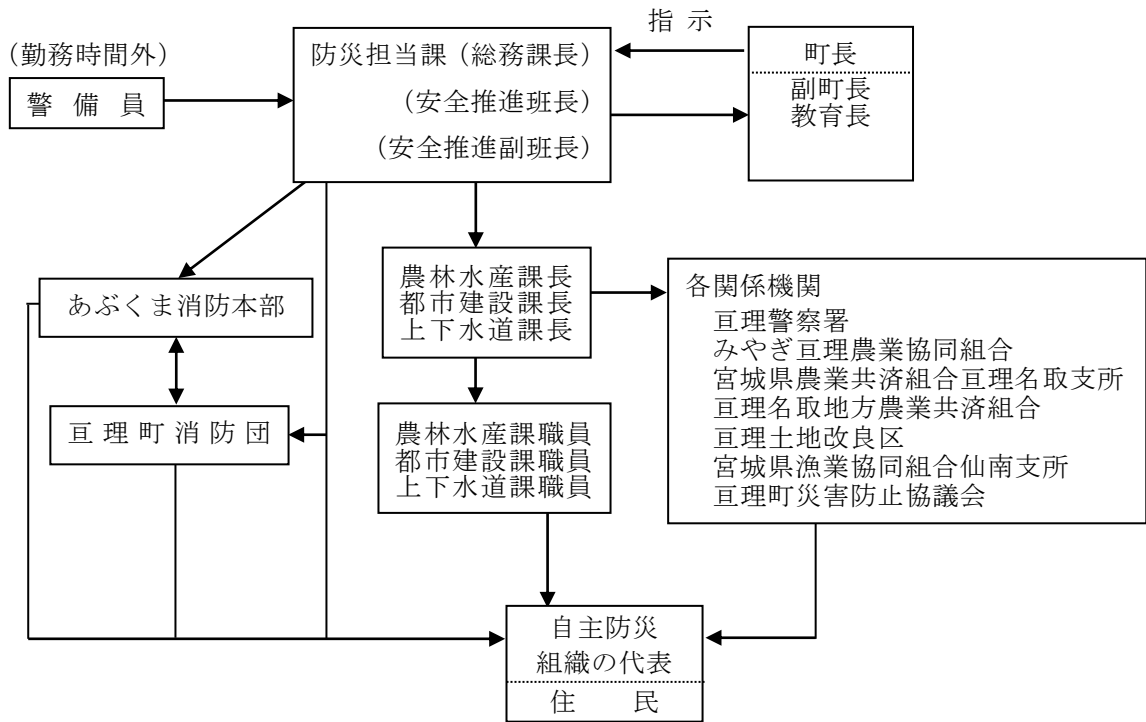 指 示
(勤務時間外)
警 備 員
防災担当課 (総務課長)
(安全推進班長)
(安全推進副班長)
町長
副町長
教育長
あぶくま消防本部
亘 理 町 消 防 団
農林水産課長
都市建設課長
上下水道課長
農林水産課職員
都市建設課職員
上下水道課職員
各関係機関
亘理警察署
みやぎ亘理農業協同組合
宮城県農業共済組合亘理名取支所
亘理名取地方農業共済組合
亘理土地改良区
宮城県漁業協同組合仙南支所
亘理町災害防止協議会
自主防災
組織の代表
住 民